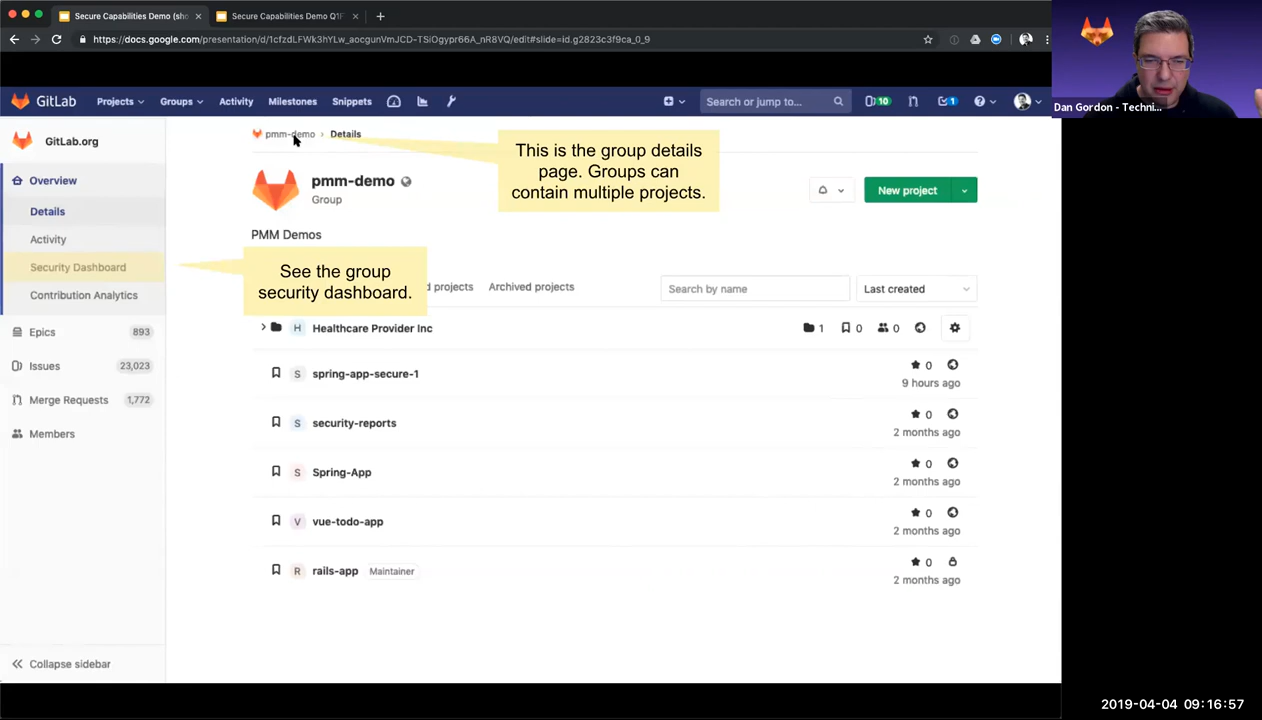 Secure Capabilities Demo (sho
Secure Capabilities Demo Q1F
https://docs.google.com/presentation/d/1cfzdLFWk3hYLw_aocgunVmJCD-TSiOgypr66A_nR8VQ/edit#slide=id.g2823c3f9ca_0_9
Dan Gordon - Techni...
GitLab
Projects
Groups
Activity
Milestones
Snippets
Search or jump to...
10
1
GitLab.org
Overview
Details
Activity
Security Dashboard
Contribution Analytics
Epics
893
Issues
23,023
Merge Requests
1,772
Members
Collapse sidebar
pmm-demo
Details
This is the group details
page. Groups can
contain multiple projects.
pmm-demo
Group
New project
PMM Demos
See the group
security dashboard.
d projects
Archived projects
Search by name
Last created
H
Healthcare Provider Inc
1
0
0
S
spring-app-secure-1
0
9 hours ago
S
security-reports
0
2 months ago
S
Spring-App
0
2 months ago
V
vue-todo-app
0
2 months ago
R
rails-app
Maintainer
0
2 months ago
2019-04-04 09:16:57